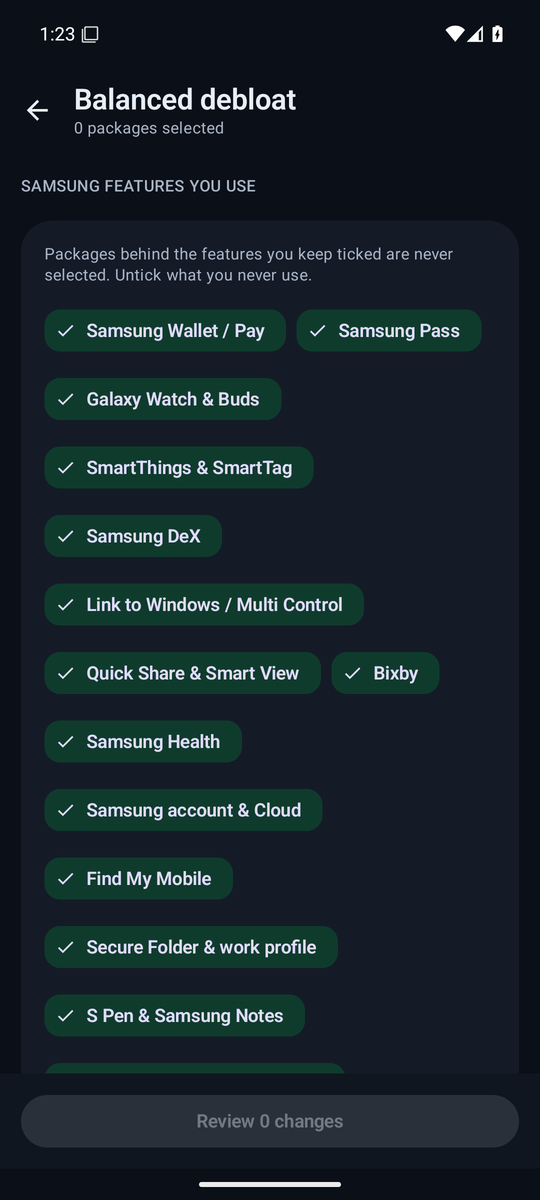 1:23
Balanced debloat
0 packages selected
SAMSUNG FEATURES YOU USE
Packages behind the features you keep ticked are never
selected. Untick what you never use.
Samsung Wallet / Pay
Samsung Pass
Galaxy Watch & Buds
SmartThings & SmartTag
Samsung DeX
Link to Windows / Multi Control
Quick Share & Smart View
Bixby
Samsung Health
Samsung account & Cloud
Find My Mobile
Secure Folder & work profile
S Pen & Samsung Notes
Review 0 changes